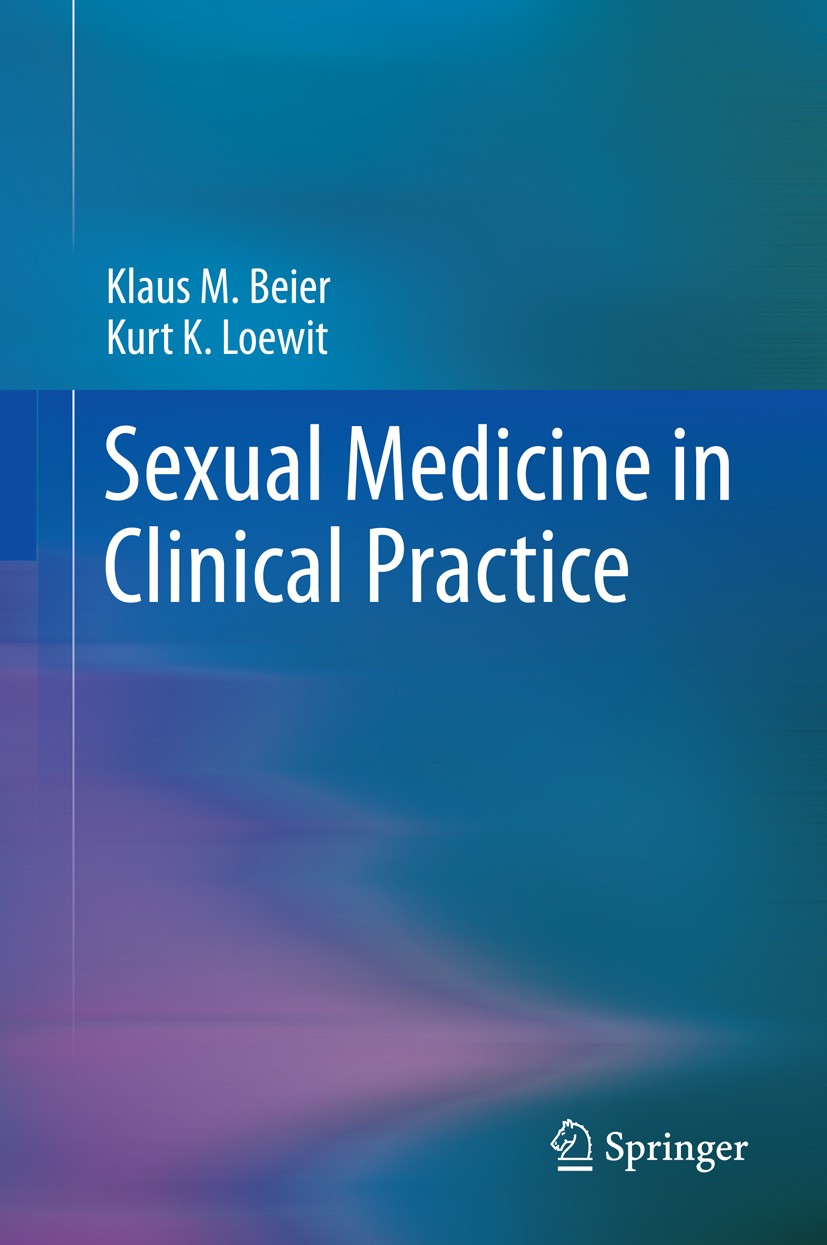 Klaus M. Beier
Kurt K. Loewit
Sexual Medicine in
Clinical Practice
Springer